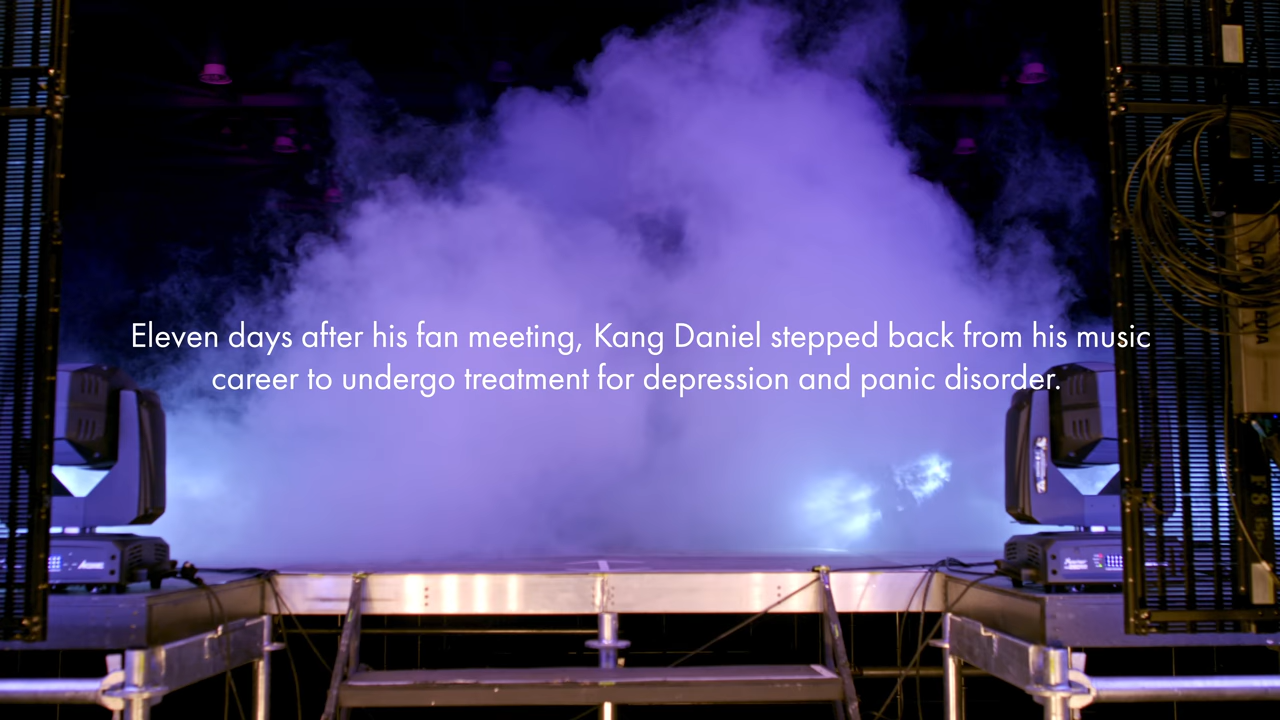 Eleven days after his fan meeting, Kang Daniel stepped back from his music
career to undergo treatment for depression and panic disorder.
F 8